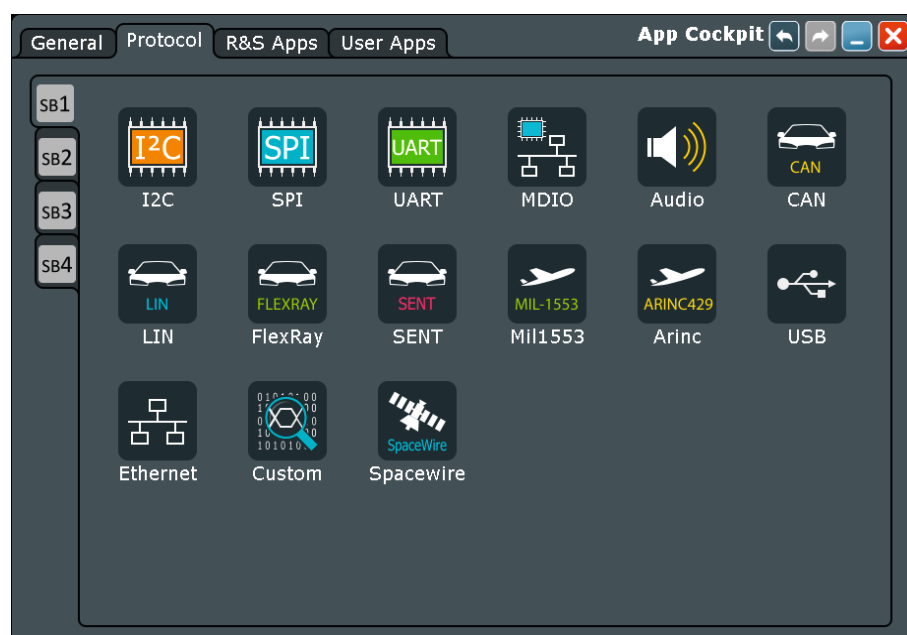 General Protocol R&S Apps User Apps App Cockpit
SB1
SB2
SB3
SB4
I²C SPI UART CAN
I2C SPI UART MDIO Audio CAN
LIN FLEXRAY SENT MIL-1553 ARINC429
LIN FlexRay SENT Mil1553 Arinc USB
SpaceWire
Ethernet Custom Spacewire